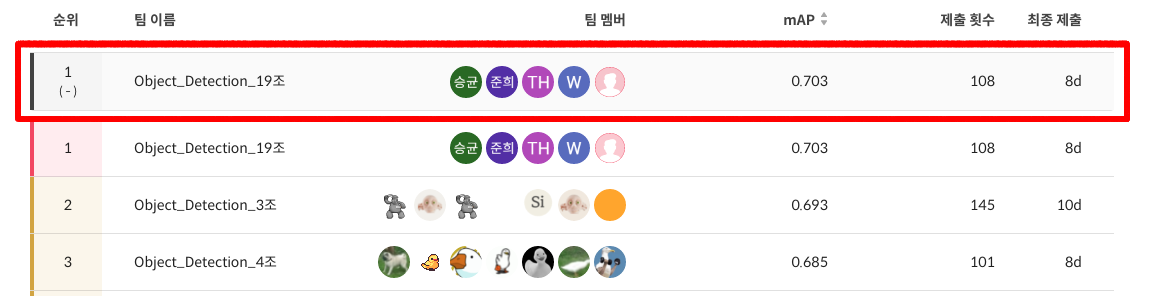 순위 팀 이름 팀 멤버 mAP 제출 횟수 최종 제출
1 Object_Detection_19조 승균 준희 TH W 0.703 108 8d
(-)
1 Object_Detection_19조 승균 준희 TH W 0.703 108 8d
2 Object_Detection_3조 Si 0.693 145 10d
3 Object_Detection_4조 0.685 101 8d